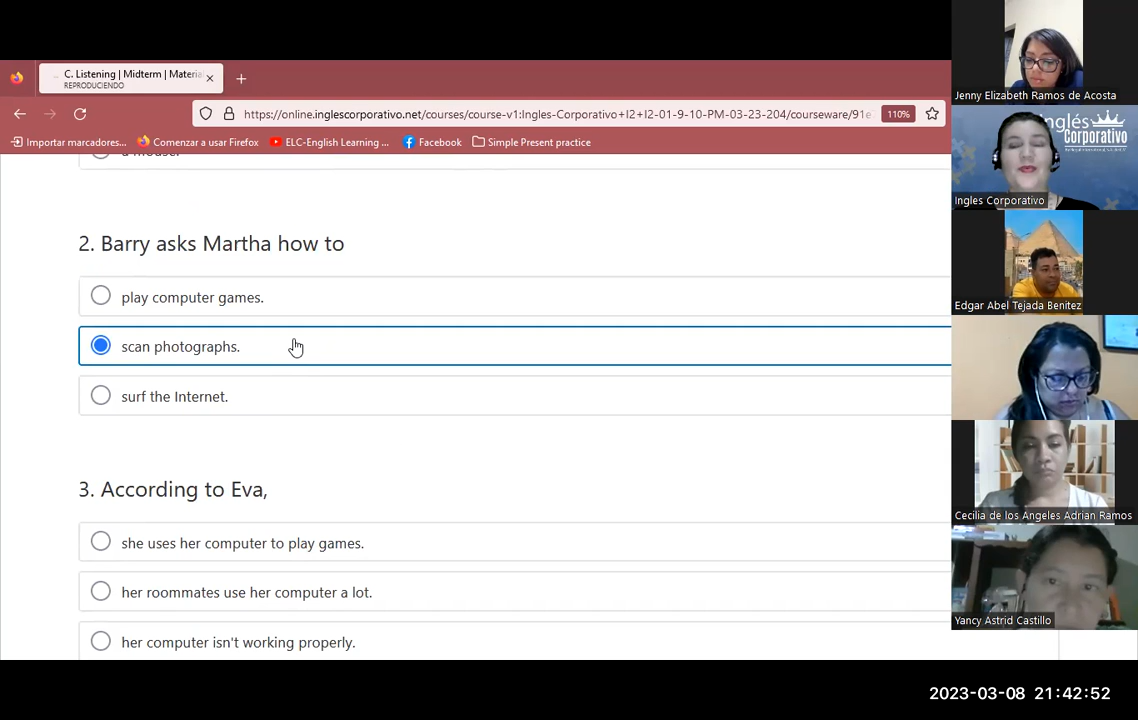 C. Listening | Midterm | Materia
REPRODUCIENDO
https://online.inglescorporativo.net/courses/course-v1:Ingles-Corporativo+I2+I2-01-9-10-PM-03-23-204/courseware/91e
110%
Importar marcadores...
Comenzar a usar Firefox
ELC-English Learning ...
Facebook
Simple Present practice
a mouse.
2. Barry asks Martha how to
play computer games.
scan photographs.
surf the Internet.
3. According to Eva,
she uses her computer to play games.
her roommates use her computer a lot.
her computer isn't working properly.
Jenny Elizabeth Ramos de Acosta
Inglés
Corporativo
Ingles Corporativo
Edgar Abel Tejada Benitez
Cecilia de los Angeles Adrian Ramos
Yancy Astrid Castillo
2023-03-08 21:42:52